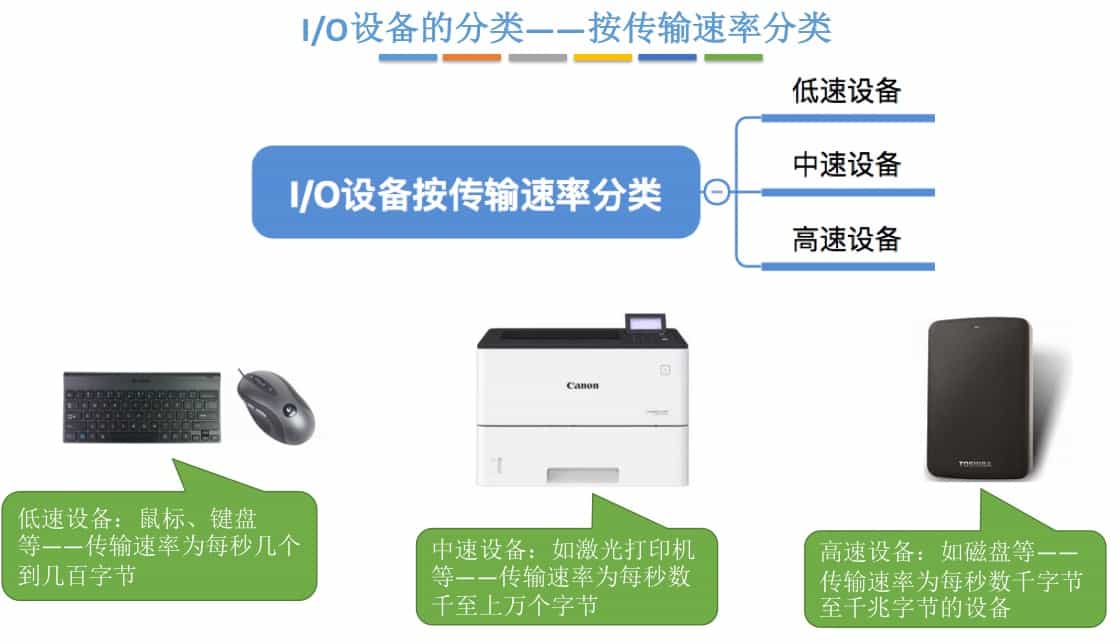 I/O设备的分类——按传输速率分类
低速设备
I/O设备按传输速率分类
中速设备
高速设备
Canon
TOSHIBA
低速设备：鼠标、键盘
等——传输速率为每秒几个
到几百字节
中速设备：如激光打印机
等——传输速率为每秒数
千至上万个字节
高速设备：如磁盘等——
传输速率为每秒数千字节
至千兆字节的设备